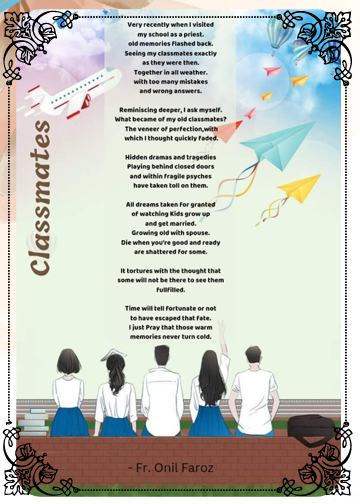 Classmates
Very recently when I visited
my school as a priest.
old memories flashed back.
Seeing my classmates exactly
as they were then.
Together in all weather.
with too many mistakes
and wrong answers.
Reminiscing deeper, I ask myself.
What became of my old classmates?
The veneer of perfection,with
which I thought quickly faded.
Hidden dramas and tragedies
Playing behind closed doors
and within fragile psyches
have taken toll on them.
All dreams taken for granted
of watching Kids grow up
and get married.
Growing old with spouse.
Die when you're good and ready
are shattered for some.
It tortures with the thought that
some will not be there to see them
Fullfilled.
Time will tell Fortunate or not
to have escaped that Fate.
I just Pray that those warm
memories never turn cold.
- Fr. Onil Faroz